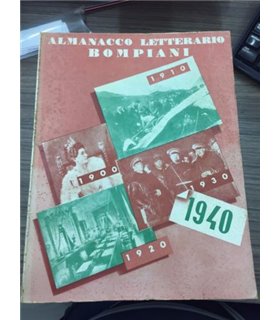 ALMANACCO LETTERARIO
BOMPIANI
1910
1900
1930
1940
1920